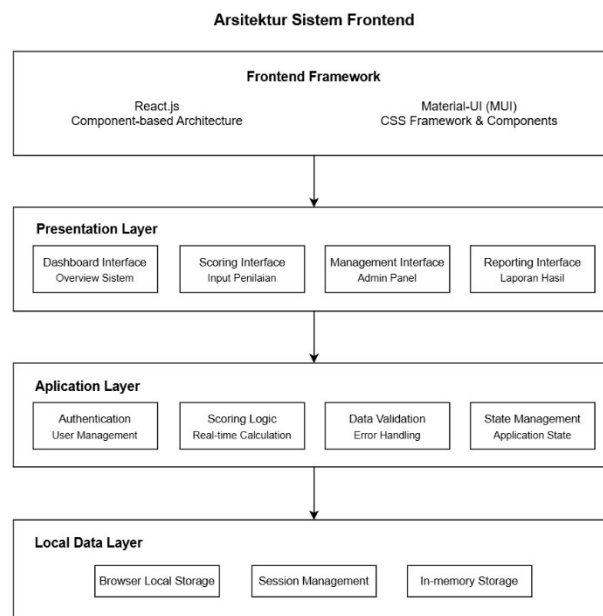 Arsitektur Sistem Frontend
Frontend Framework
React.js
Component-based Architecture
Material-UI (MUI)
CSS Framework & Components
Presentation Layer
Dashboard Interface
Overview Sistem
Scoring Interface
Input Penilaian
Management Interface
Admin Panel
Reporting Interface
Laporan Hasil
Aplication Layer
Authentication
User Management
Scoring Logic
Real-time Calculation
Data Validation
Error Handling
State Management
Application State
Local Data Layer
Browser Local Storage
Session Management
In-memory Storage